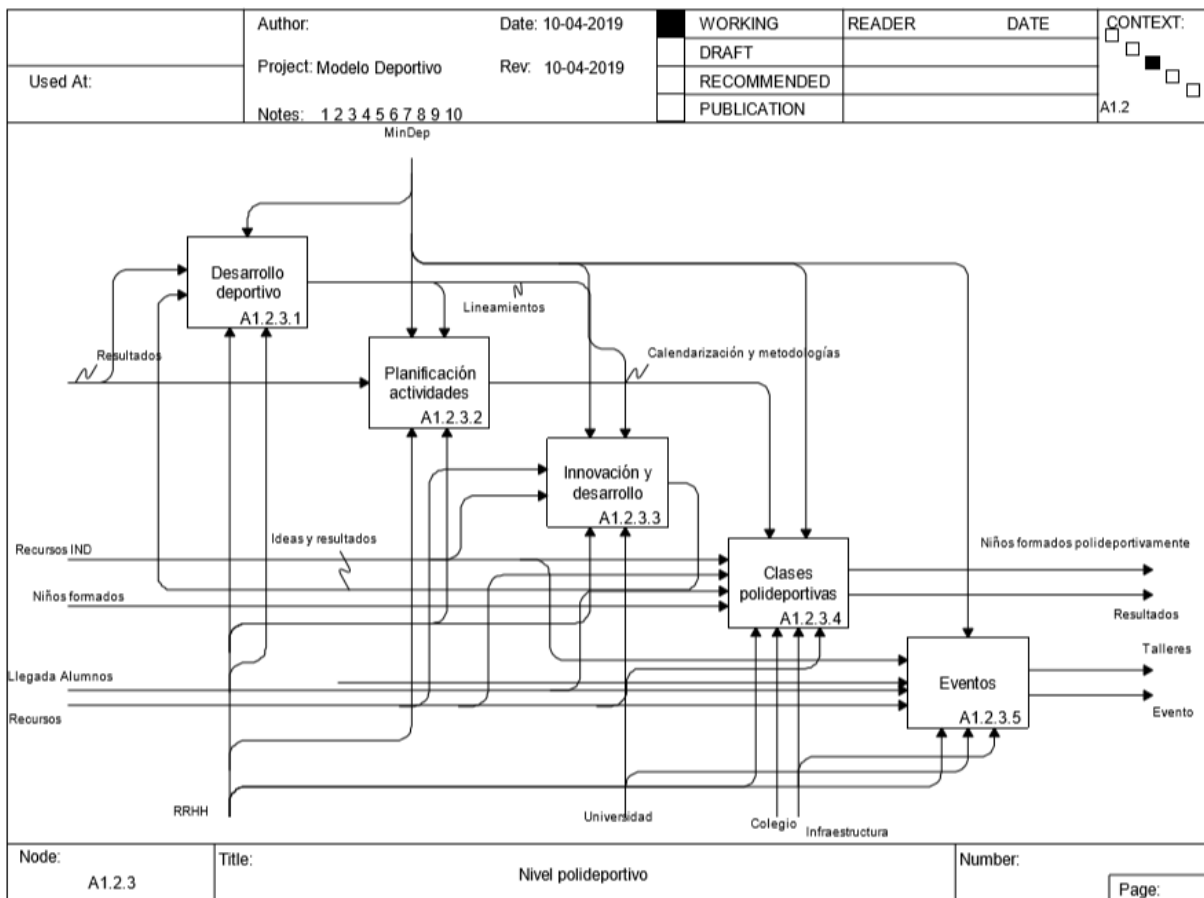 Used At:
Author:
Date: 10-04-2019
Project: Modelo Deportivo
Rev: 10-04-2019
Notes: 1 2 3 4 5 6 7 8 9 10
WORKING
DRAFT
RECOMMENDED
PUBLICATION
READER
DATE
CONTEXT:
A1.2
MinDep
Desarrollo
deportivo
A1.2.3.1
Lineamientos
Resultados
Planificación
actividades
A1.2.3.2
Calendarización y metodologías
Innovación y
desarrollo
A1.2.3.3
Recursos IND
Ideas y resultados
Niños formados
Clases
polideportivas
A1.2.3.4
Niños formados polideportivamente
Resultados
Llegada Alumnos
Recursos
Eventos
A1.2.3.5
Talleres
Evento
RRHH
Universidad
Colegio
Infraestructura
Node:
A1.2.3
Title:
Nivel polideportivo
Number:
Page: